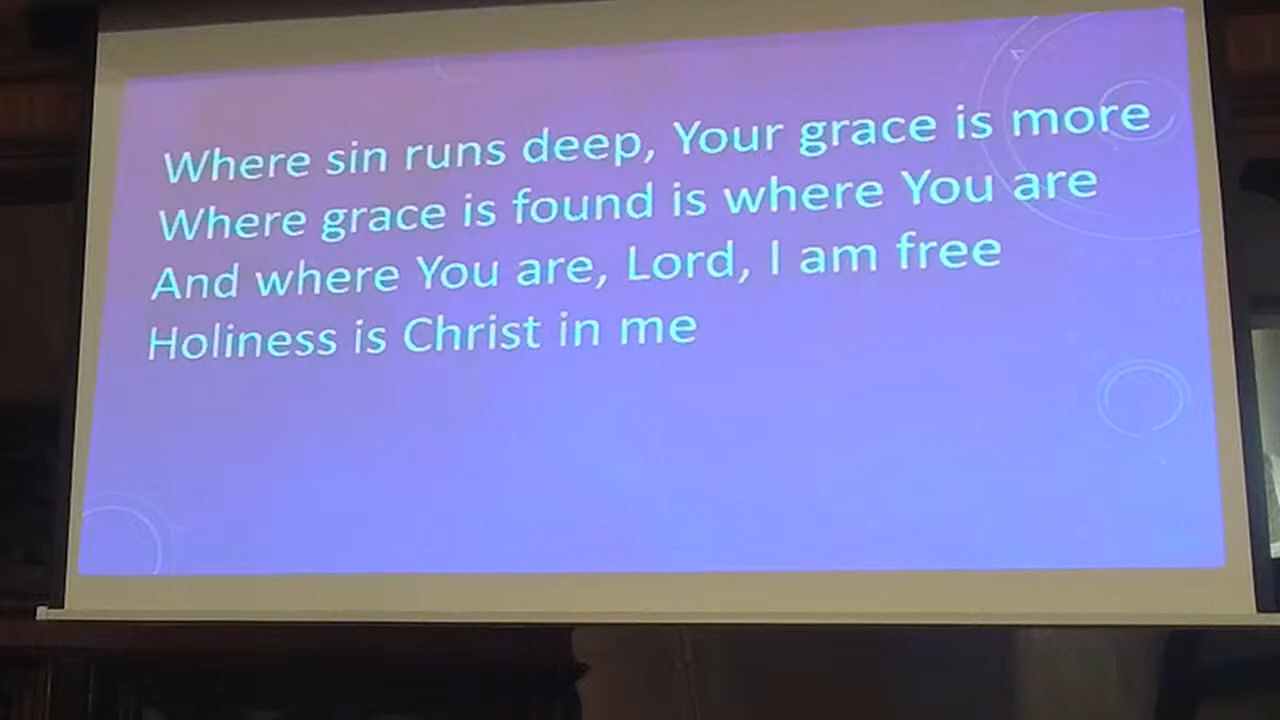 Where sin runs deep, Your grace is more
Where grace is found is where You are
And where You are, Lord, I am free
Holiness is Christ in me